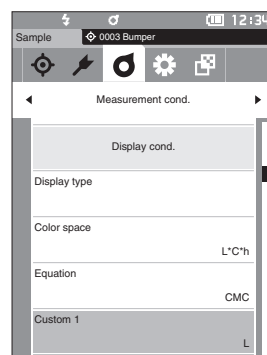 12:34
Sample 0003 Bumper
Measurement cond.
Display cond.
Display type
Color space
L*C*h
Equation
CMC
Custom 1
L